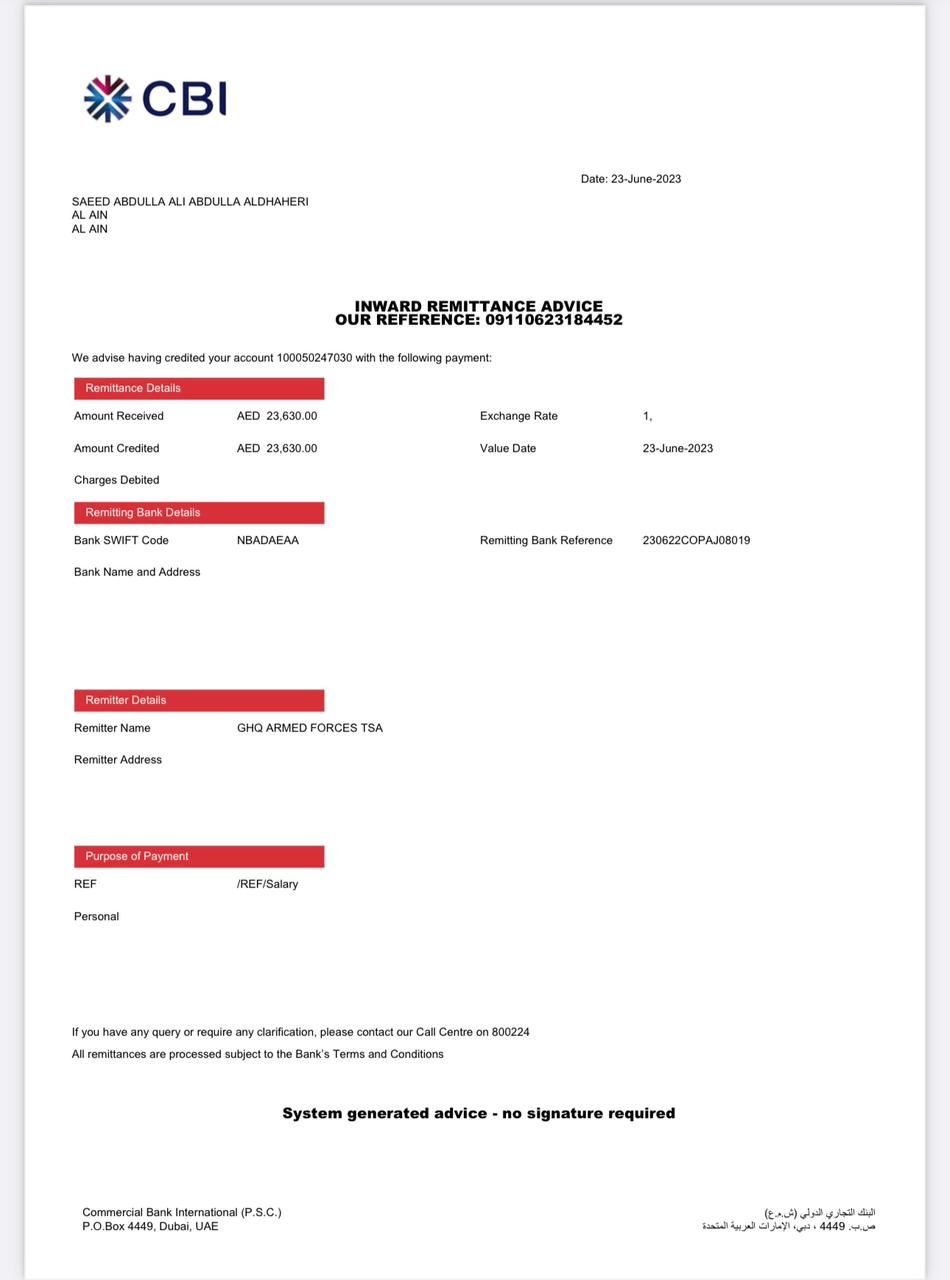 CBI
Date: 23-June-2023
SAEED ABDULLA ALI ABDULLA ALDHAHERI
AL AIN
AL AIN
INWARD REMITTANCE ADVICE
OUR REFERENCE: 09110623184452
We advise having credited your account 100050247030 with the following payment:
Remittance Details
Amount Received AED 23,630.00 Exchange Rate 1,
Amount Credited AED 23,630.00 Value Date 23-June-2023
Charges Debited
Remitting Bank Details
Bank SWIFT Code NBADAEAA Remitting Bank Reference 230622COPAJ08019
Bank Name and Address
Remitter Details
Remitter Name GHQ ARMED FORCES TSA
Remitter Address
Purpose of Payment
REF /REF/Salary
Personal
If you have any query or require any clarification, please contact our Call Centre on 800224
All remittances are processed subject to the Bank's Terms and Conditions
System generated advice - no signature required
Commercial Bank International (P.S.C.) البنك التجاري الدولي (ش.م.ع)
P.O.Box 4449, Dubai, UAE ص.ب. 4449 ، دبي، الإمارات العربية المتحدة